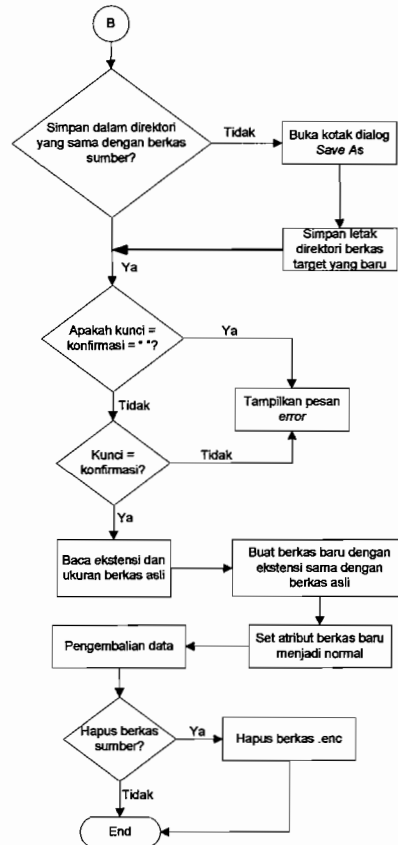 B
Simpan dalam direktori
yang sama dengan berkas
sumber?
Tidak
Buka kotak dialog
Save As
Simpan letak
direktori berkas
target yang baru
Ya
Apakah kunci =
konfirmasi = " "?
Ya
Tidak
Tampilkan pesan
error
Kunci =
konfirmasi?
Tidak
Ya
Baca ekstensi dan
ukuran berkas asli
Buat berkas baru dengan
ekstensi sama dengan
berkas asli
Set atribut berkas baru
menjadi normal
Pengembalian data
Hapus berkas
sumber?
Ya
Hapus berkas .enc
Tidak
End